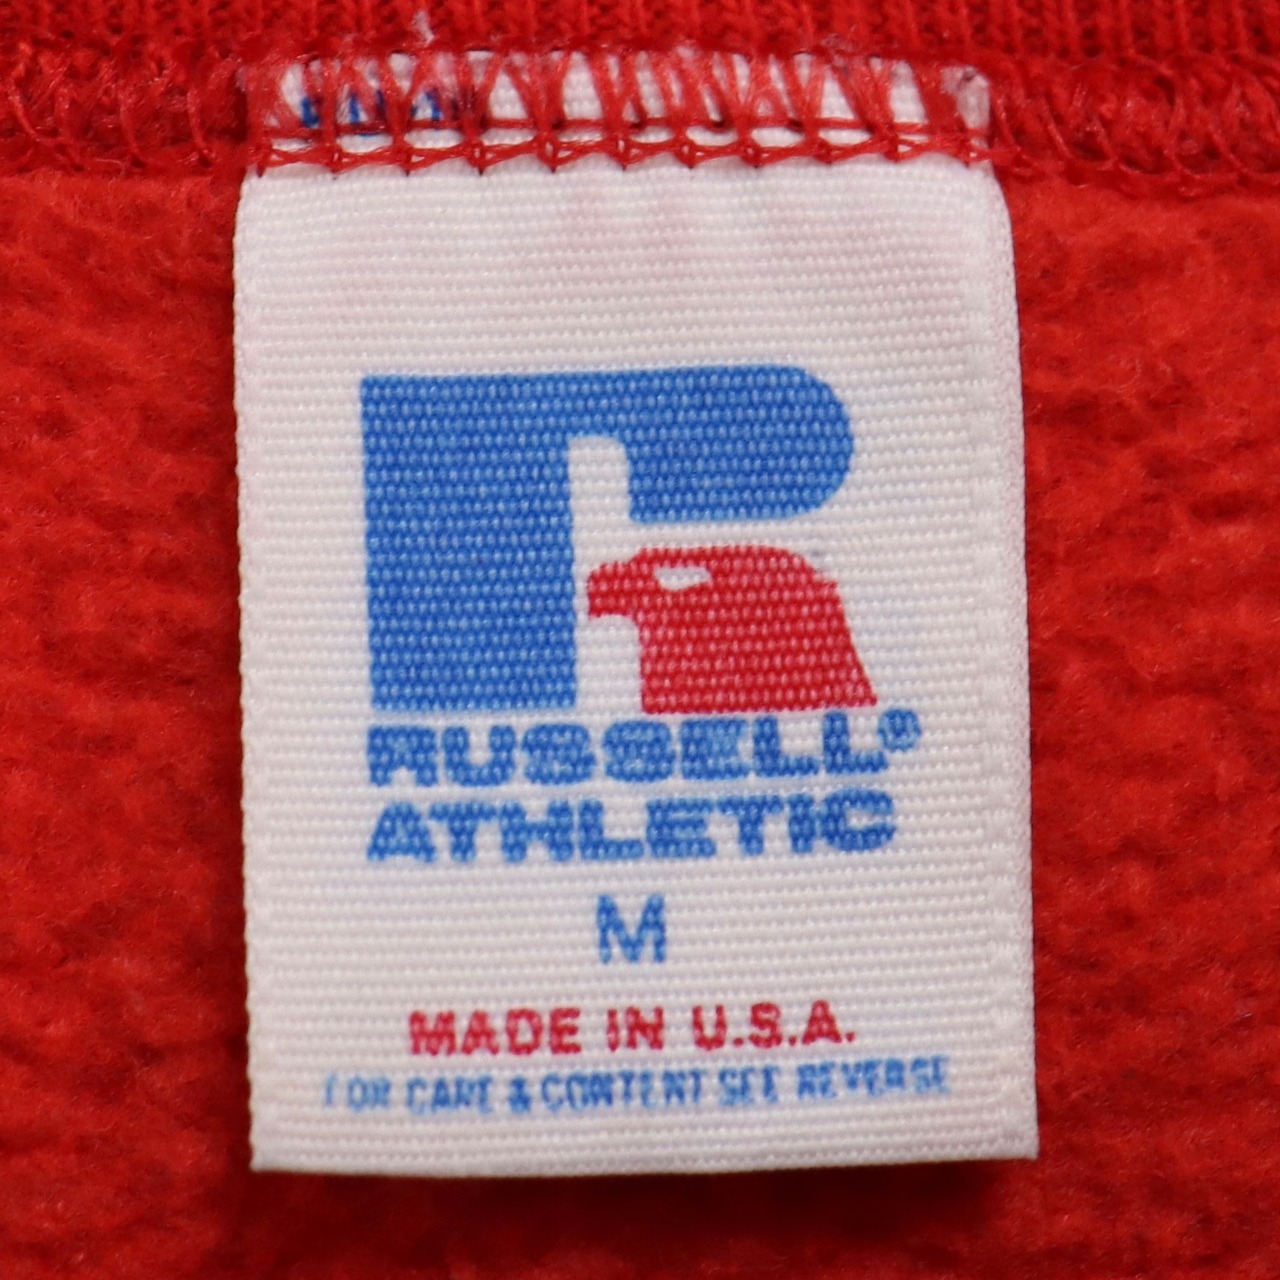 RUSSELL®
ATHLETIC
M
MADE IN U.S.A.
FOR CARE & CONTENT SEE REVERSE